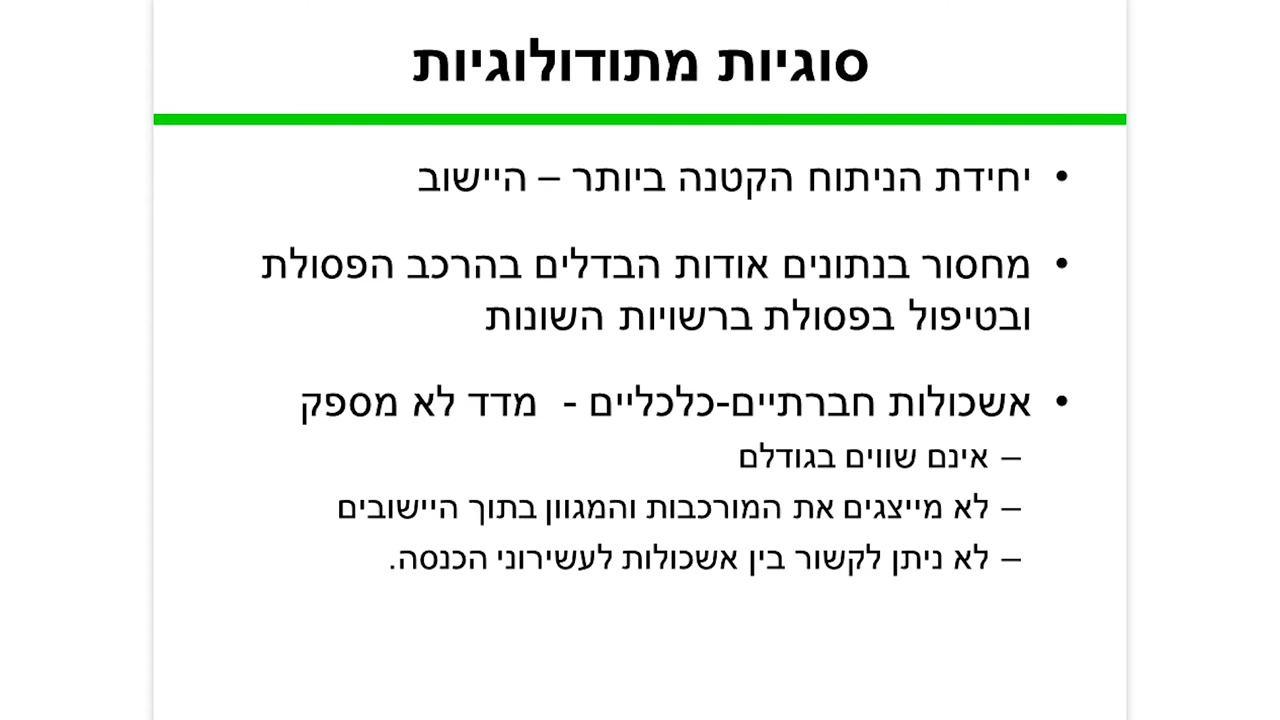 סוגיות מתודולוגיות
• יחידת הניתוח הקטנה ביותר – היישוב
• מחסור בנתונים אודות הבדלים בהרכב הפסולת
ובטיפול בפסולת ברשויות השונות
• אשכולות חברתיים-כלכליים - מדד לא מספק
– אינם שווים בגודלם
– לא מייצגים את המורכבות והמגוון בתוך היישובים
– לא ניתן לקשור בין אשכולות לעשירוני הכנסה.